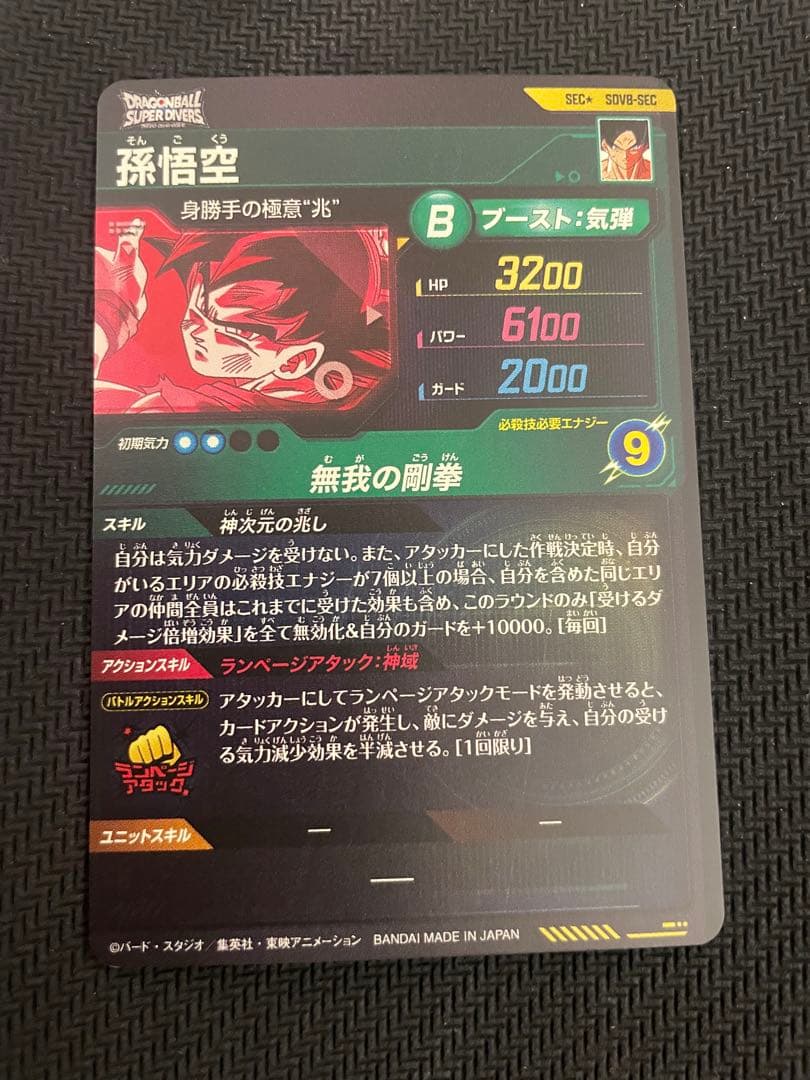 DRAGONBALL
SUPER DIVERS
SEC★ SDV8-SEC
そん ご くう
孫悟空
身勝手の極意“兆”
B ブースト:気弾
HP 3200
パワー 6100
ガード 2000
初期気力
必殺技必要エナジー
9
む が ごう けん
無我の剛拳
スキル 神次元の兆し
自分は気力ダメージを受けない。また、アタッカーにした作戦決定時、自分
がいるエリアの必殺技エナジーが7個以上の場合、自分を含めた同じエリ
アの仲間全員はこれまでに受けた効果も含め、このラウンドのみ「受けるダ
メージ倍増効果」を全て無効化&自分のガードを+10000。[毎回]
アクションスキル ランページアタック:神域
バトルアクションスキル
アタッカーにしてランページアタックモードを発動させると、
カードアクションが発生し、敵にダメージを与え、自分の受け
る気力減少効果を半減させる。[1回限り]
ランページ
アタック
ユニットスキル ー ー
ー
©バード・スタジオ/集英社・東映アニメーション BANDAI MADE IN JAPAN